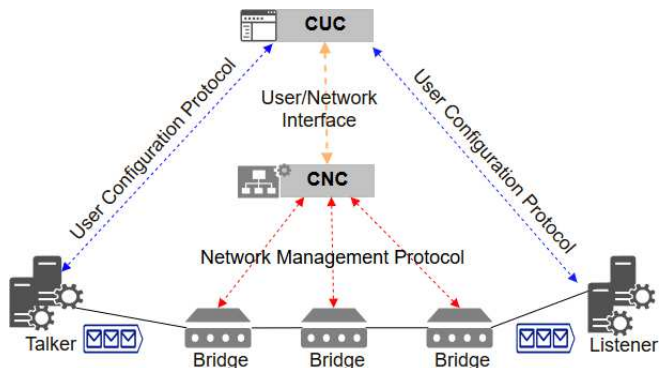 CUC
User Configuration Protocol
User/Network
Interface
User Configuration Protocol
CNC
Network Management Protocol
Talker
Bridge
Bridge
Bridge
Listener